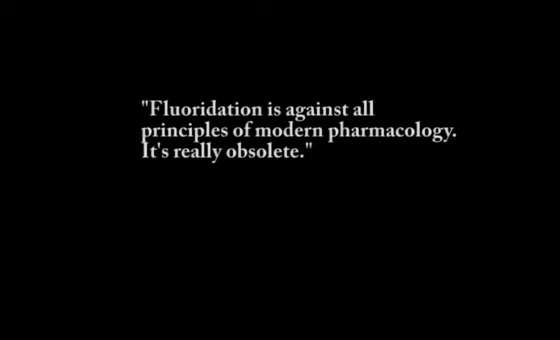 "Fluoridation is against all
principles of modern pharmacology.
It's really obsolete."